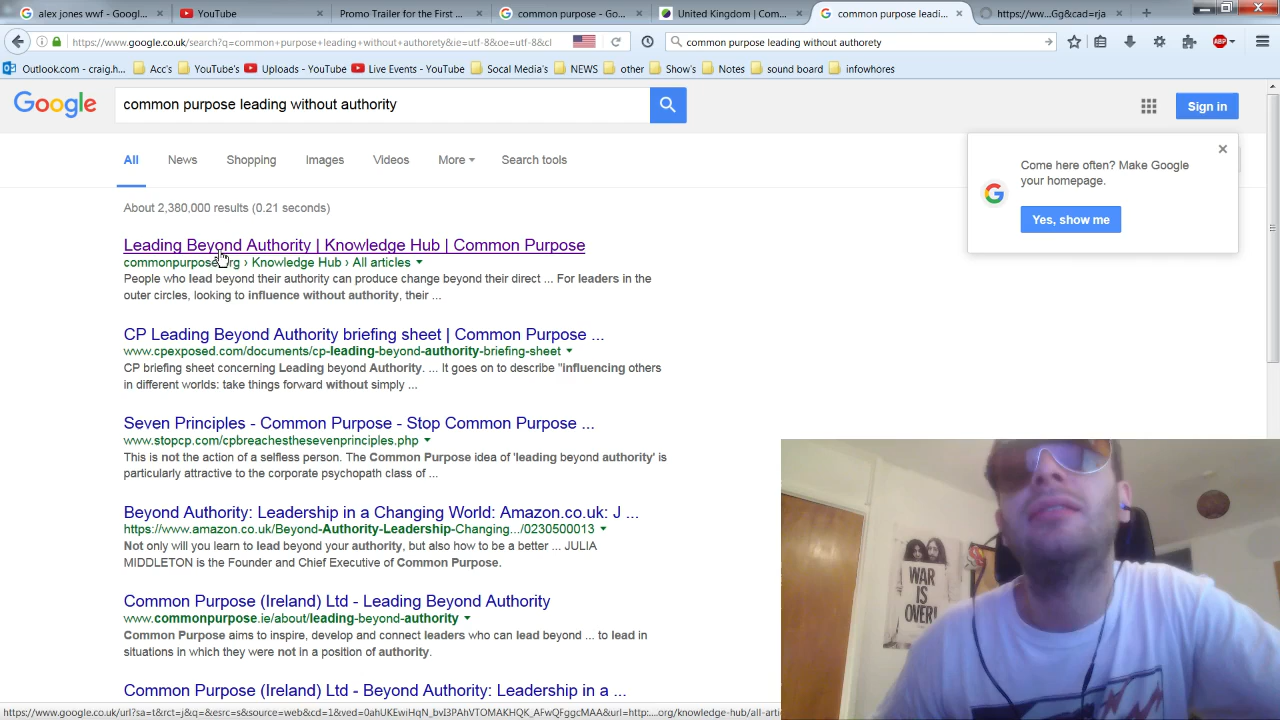 alex jones wwf - Googl...
YouTube
Promo Trailer for the First ...
common purpose - Go...
United Kingdom | Com...
common purpose leadi...
https://ww...Gg&cad=rja
https://www.google.co.uk/search?q=common+purpose+leading+without+authorety&ie=utf-8&oe=utf-8&cl
common purpose leading without authorety
ABP
Outlook.com - craig.h...
Acc's
YouTube's
Uploads - YouTube
Live Events - YouTube
Socal Media's
NEWS
other
Show's
Notes
sound board
infowhores
Google
common purpose leading without authority
Sign in
All
News
Shopping
Images
Videos
More
Search tools
Come here often? Make Google
your homepage.
Yes, show me
About 2,380,000 results (0.21 seconds)
Leading Beyond Authority | Knowledge Hub | Common Purpose
commonpurpose.org › Knowledge Hub › All articles
People who lead beyond their authority can produce change beyond their direct ... For leaders in the
outer circles, looking to influence without authority, their ...
CP Leading Beyond Authority briefing sheet | Common Purpose ...
www.cpexposed.com/documents/cp-leading-beyond-authority-briefing-sheet
CP briefing sheet concerning Leading beyond Authority. ... It goes on to describe "Influencing others
in different worlds: take things forward without simply ...
Seven Principles - Common Purpose - Stop Common Purpose ...
www.stopcp.com/cpbreachesthesevenprinciples.php
This is not the action of a selfless person. The Common Purpose idea of 'leading beyond authority' is
particularly attractive to the corporate psychopath class of ...
Beyond Authority: Leadership in a Changing World: Amazon.co.uk: J ...
https://www.amazon.co.uk/Beyond-Authority-Leadership-Changing.../0230500013
Not only will you learn to lead beyond your authority, but also how to be a better ... JULIA
MIDDLETON is the Founder and Chief Executive of Common Purpose.
Common Purpose (Ireland) Ltd - Leading Beyond Authority
www.commonpurpose.ie/about/leading-beyond-authority
Common Purpose aims to inspire, develop and connect leaders who can lead beyond ... to lead in
situations in which they were not in a position of authority.
Common Purpose (Ireland) Ltd - Beyond Authority: Leadership in a ...
WAR
IS
OVER!